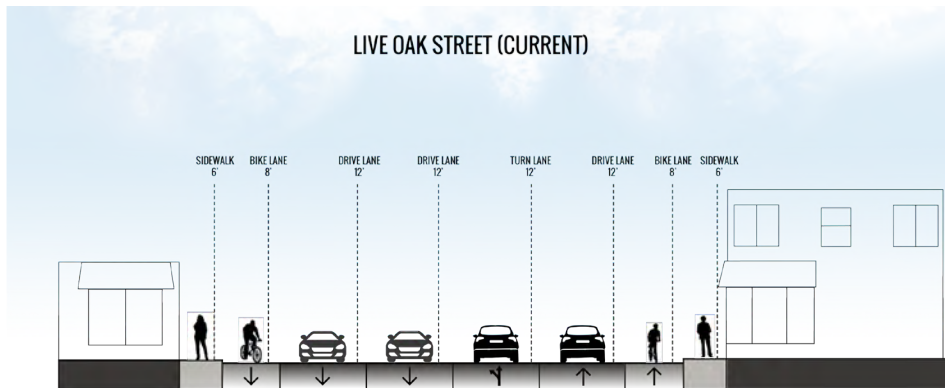 LIVE OAK STREET (CURRENT)
SIDEWALK
6'
BIKE LANE
8'
DRIVE LANE
12'
DRIVE LANE
12'
TURN LANE
12'
DRIVE LANE
12'
BIKE LANE
8'
SIDEWALK
6'